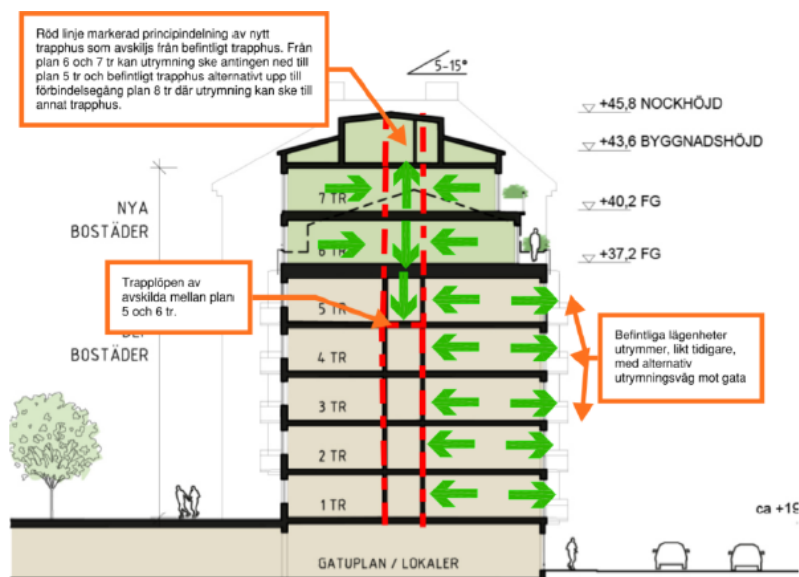 Röd linje markerad principindelning av nytt
trapphus som avskiljs från befintligt trapphus. Från
plan 6 och 7 tr kan utrymning ske antingen ned till
plan 5 tr och befintligt trapphus alternativt upp till
förbindelsegång plan 8 tr där utrymning kan ske till
annat trapphus.
5-15°
+45,8 NOCKHÖJD
+43,6 BYGGNADSHÖJD
7 TR
+40,2 FG
NYA
BOSTÄDER
6 TR
+37,2 FG
Trapplöpen av
avskilda mellan plan
5 och 6 tr.
5 TR
BOSTÄDER
4 TR
Befintliga lägenheter
utrymmer, likt tidigare,
med alternativ
utrymningsväg mot gata
3 TR
2 TR
1 TR
ca +19
GATUPLAN / LOKALER